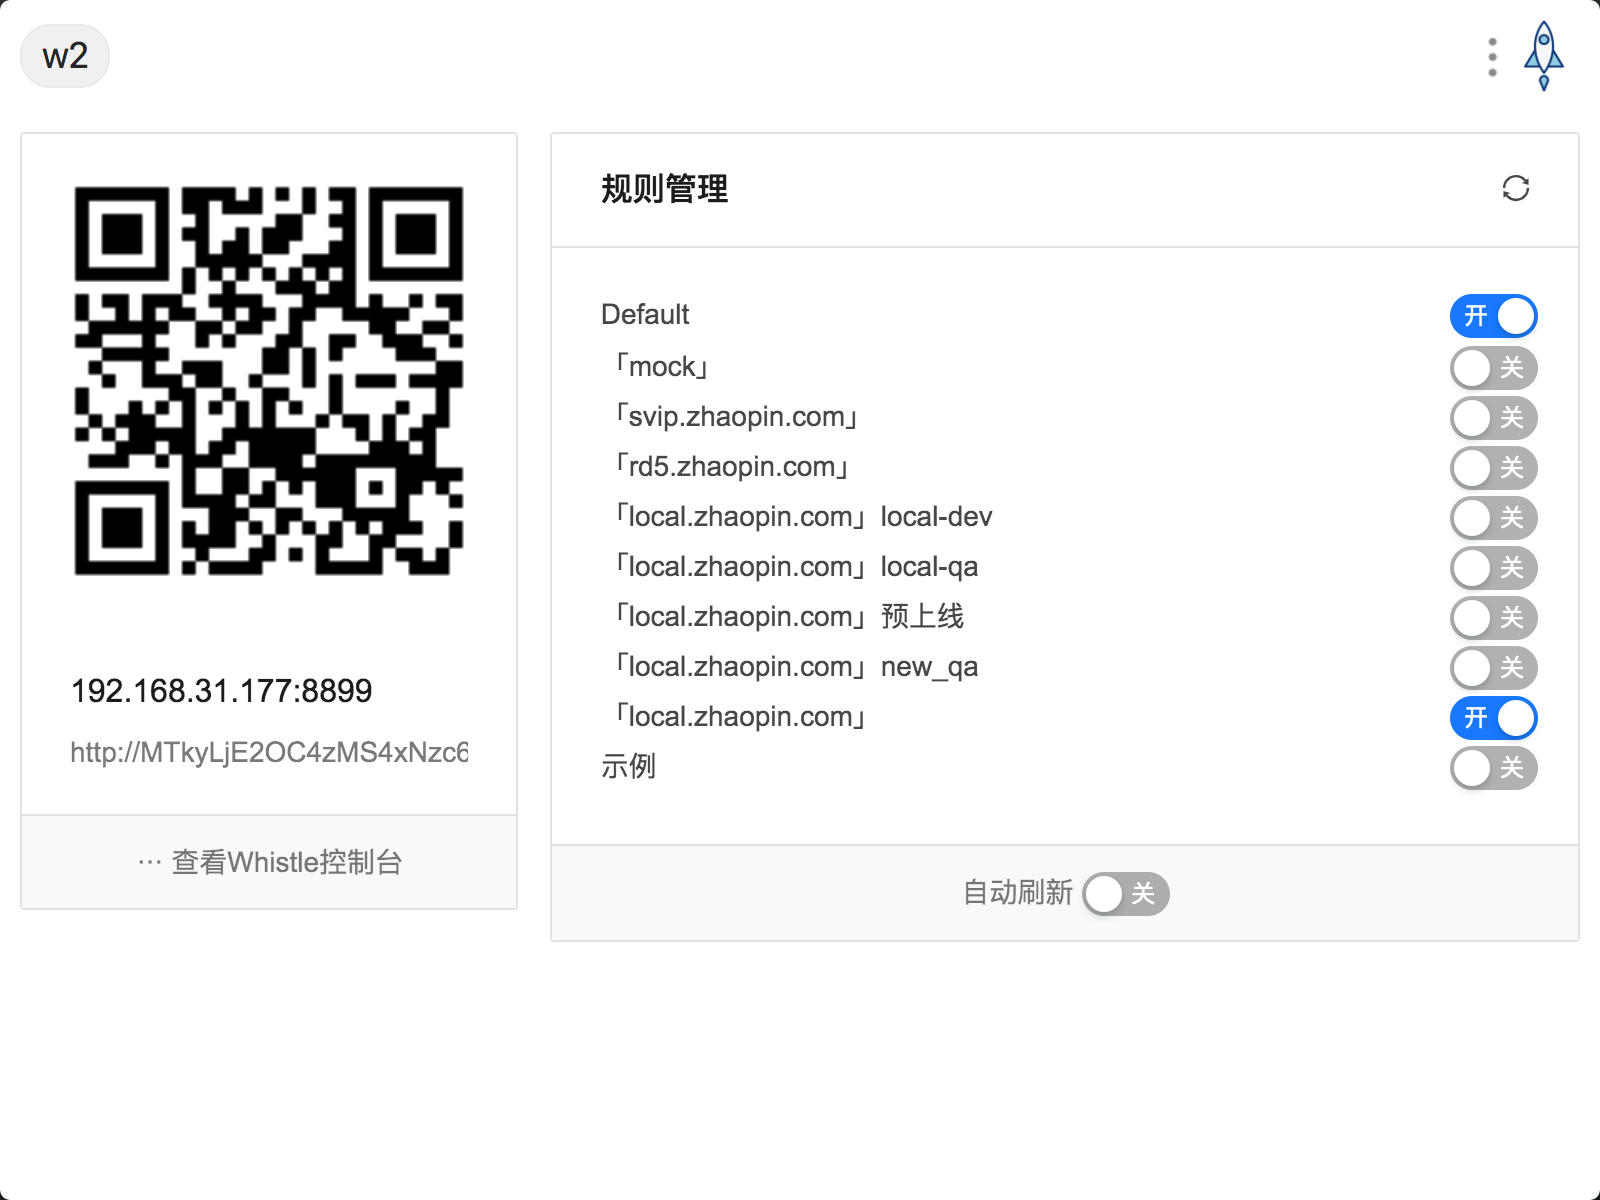 w2
192.168.31.177:8899
http://MTkyLjE2OC4zMS4xNzc6
··· 查看Whistle控制台
规则管理
Default 开
「mock」 关
「svip.zhaopin.com」 关
「rd5.zhaopin.com」 关
「local.zhaopin.com」local-dev 关
「local.zhaopin.com」local-qa 关
「local.zhaopin.com」预上线 关
「local.zhaopin.com」new_qa 关
「local.zhaopin.com」 开
示例 关
自动刷新 关